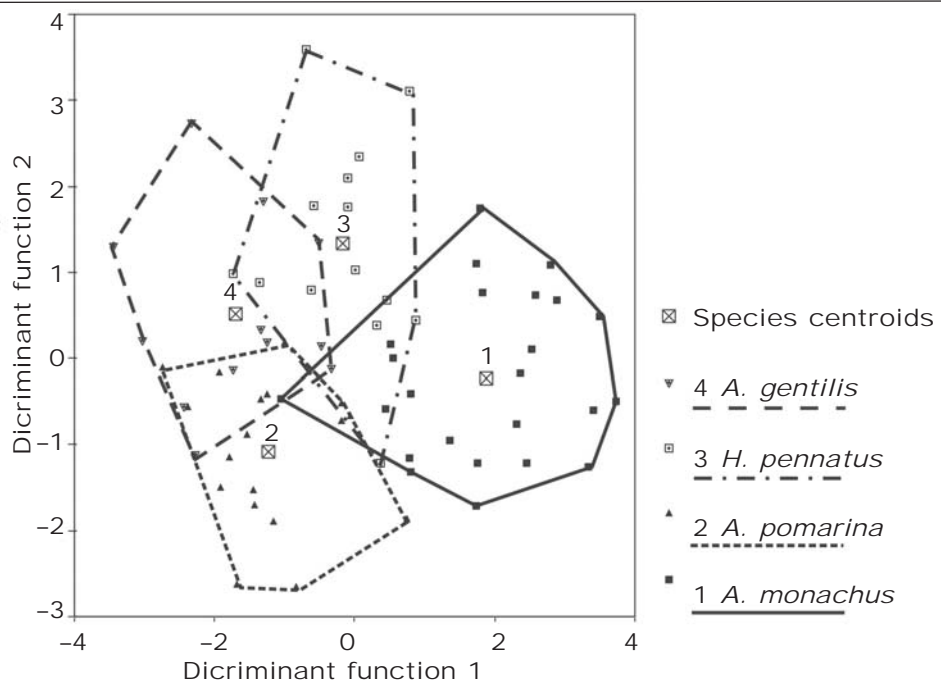 4
3
2
1
0
−1
−2
−3
Dicriminant function 2
3
4
1
2
−4
−2
0
2
4
Dicriminant function 1
Species centroids
4 A. gentilis
3 H. pennatus
2 A. pomarina
1 A. monachus